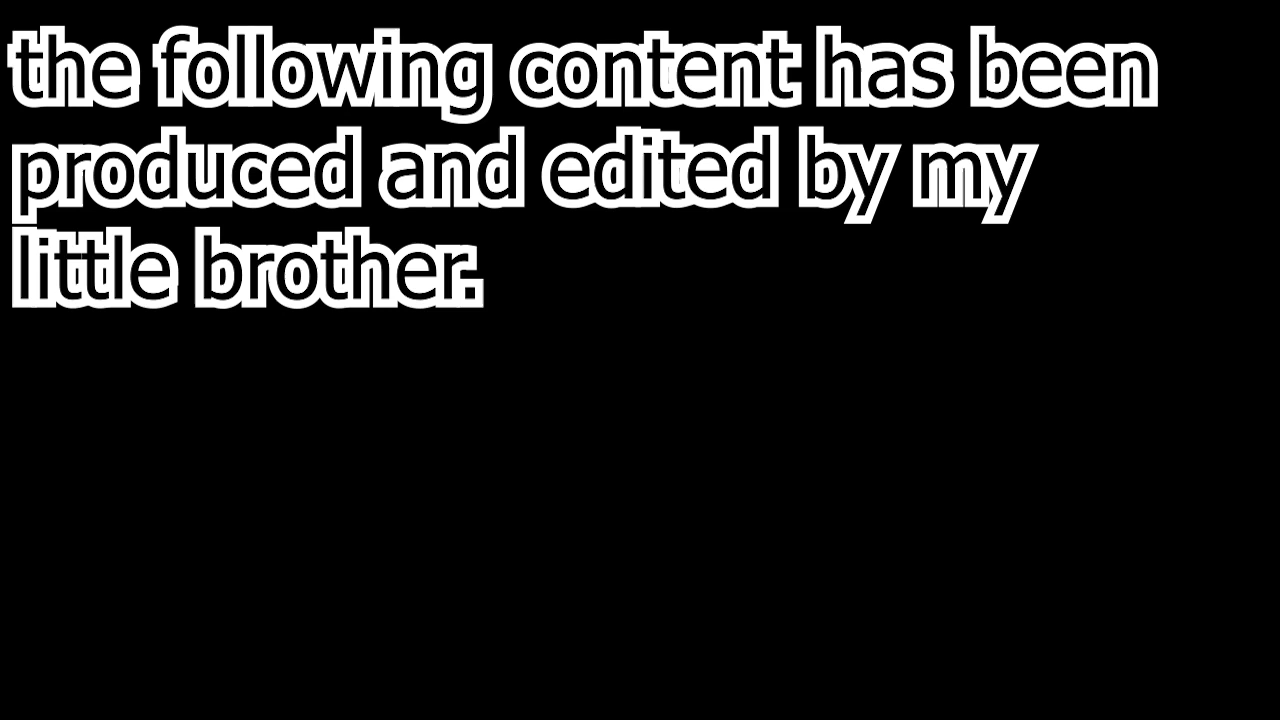 the following content has been
produced and edited by my
little brother.